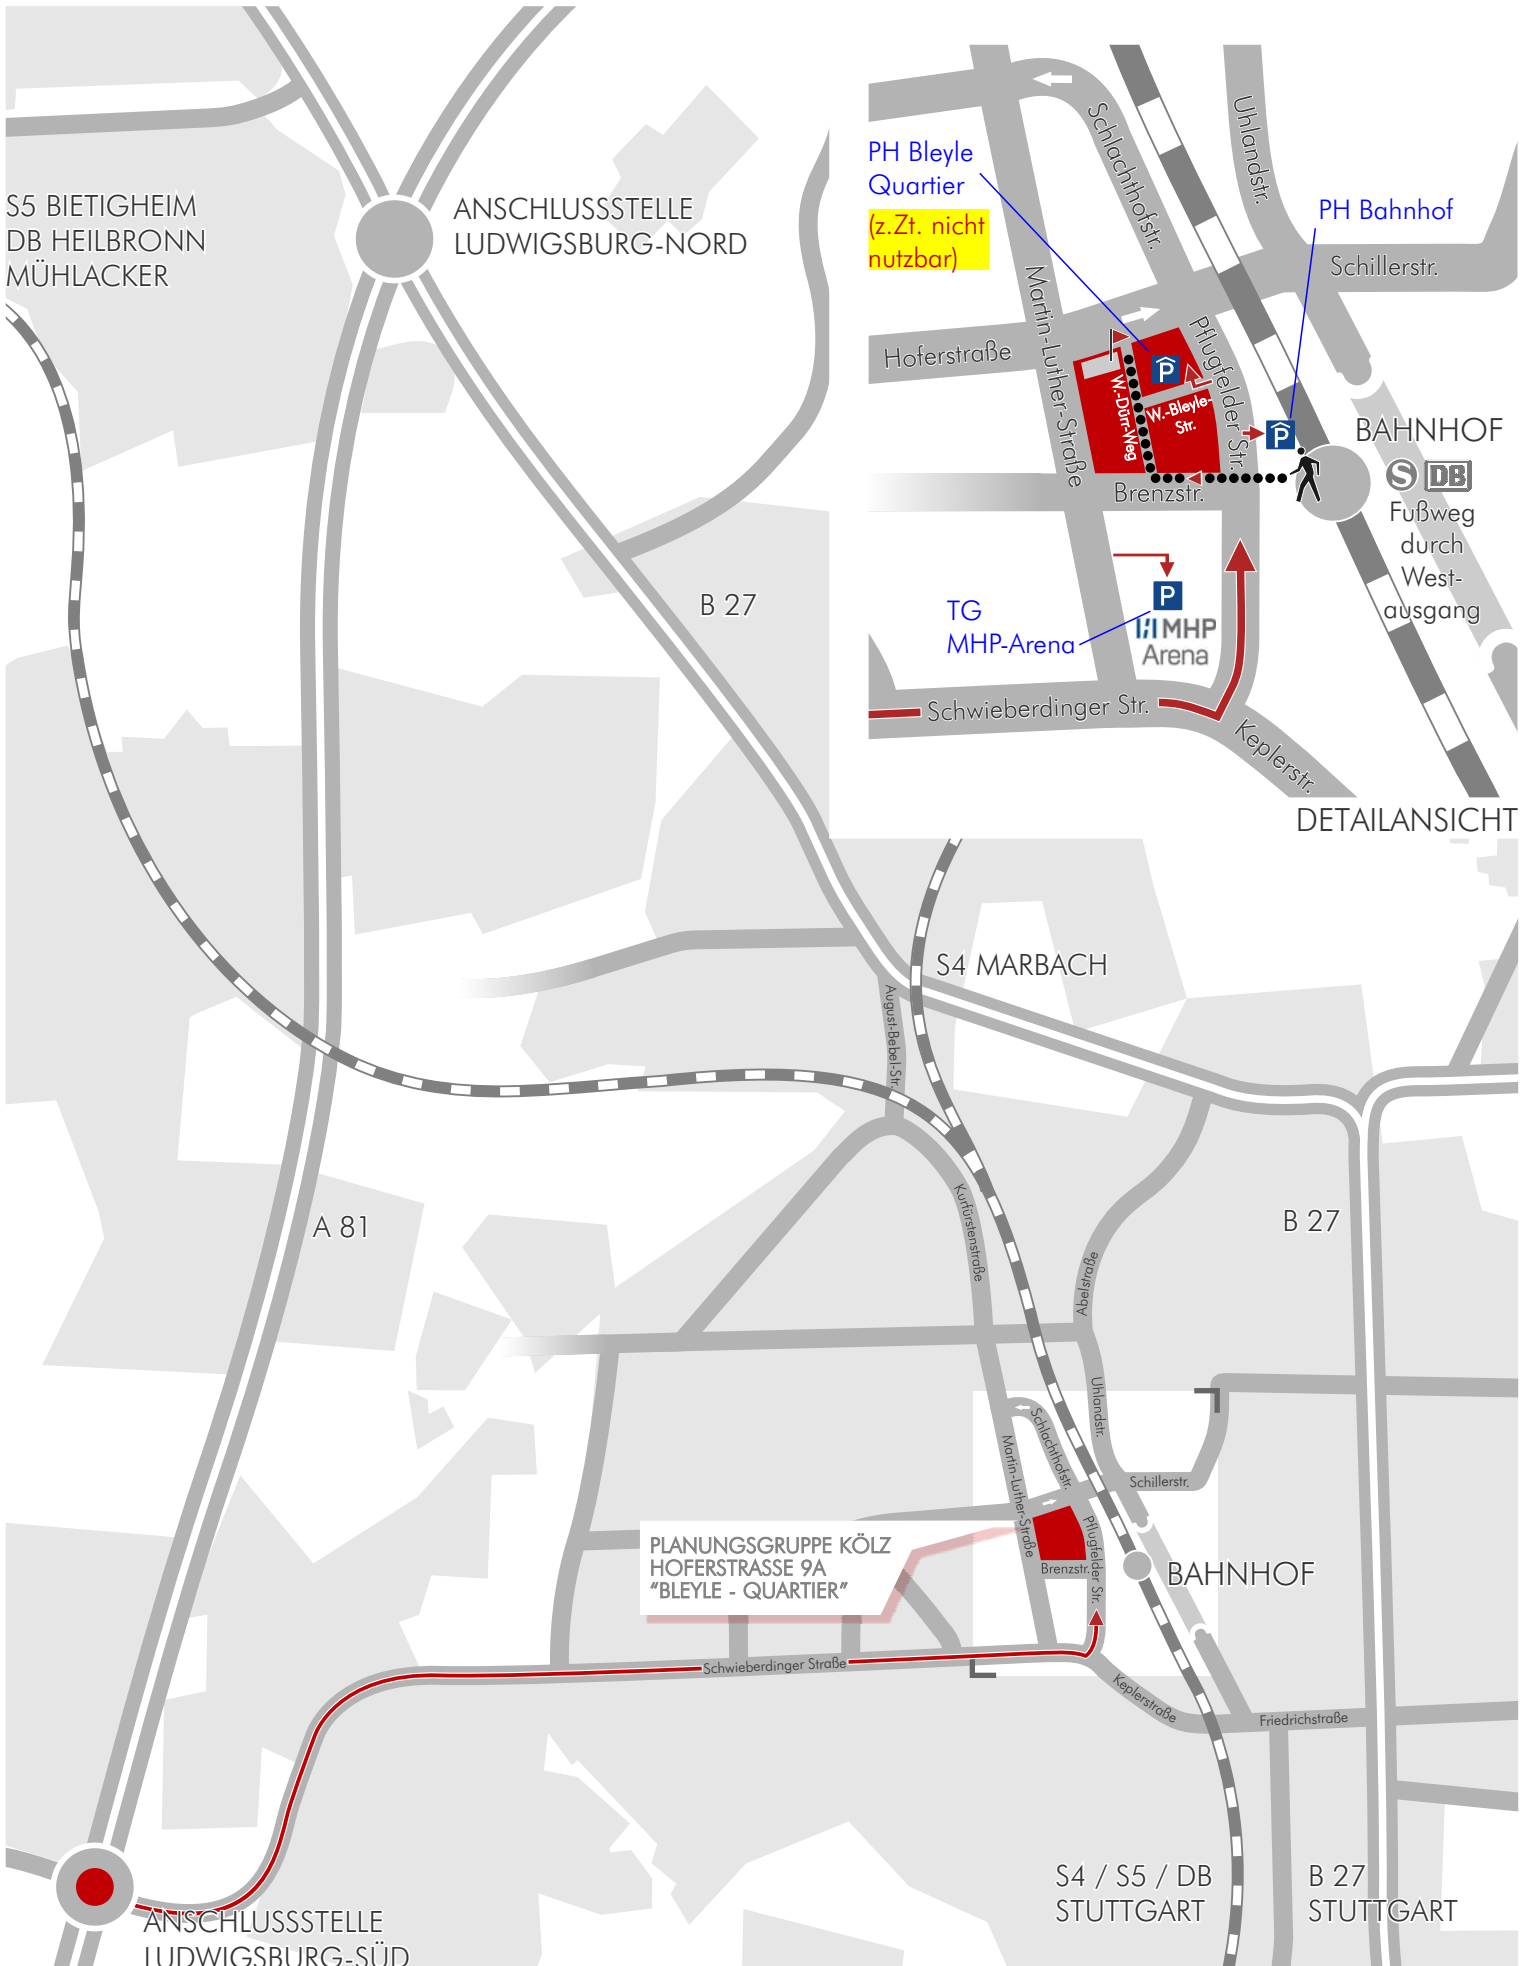 S5 BIETIGHEIM
DB HEILBRONN
MÜHLACKER
ANSCHLUSSSTELLE
LUDWIGSBURG-NORD
B 27
PH Bleyle
Quartier
(z.Zt. nicht
nutzbar)
Schlachthofstr.
Uhlandstr.
PH Bahnhof
Schillerstr.
Martin-Luther-Straße
Hoferstraße
Pflugfelder Str.
P
W.-Dürr-Weg
W.-Bleyle-
Str.
P
BAHNHOF
S DB
Fußweg
durch
West-
ausgang
Brenzstr.
TG
MHP-Arena
P
MHP
Arena
Schwieberdinger Str.
Keplerstr.
DETAILANSICHT
S4 MARBACH
August-Bebel-Str.
A 81
B 27
Kurfürstenstraße
Abelstraße
Uhlandstr.
Schlachthofstr.
Martin-Luther-Straße
Schillerstr.
Pflugfelder Str.
PLANUNGSGRUPPE KÖLZ
HOFERSTRASSE 9A
"BLEYLE - QUARTIER"
Brenzstr.
BAHNHOF
Schwieberdinger Straße
Keplerstraße
Friedrichstraße
S4 / S5 / DB
STUTTGART
B 27
STUTTGART
ANSCHLUSSSTELLE
LUDWIGSBURG-SÜD